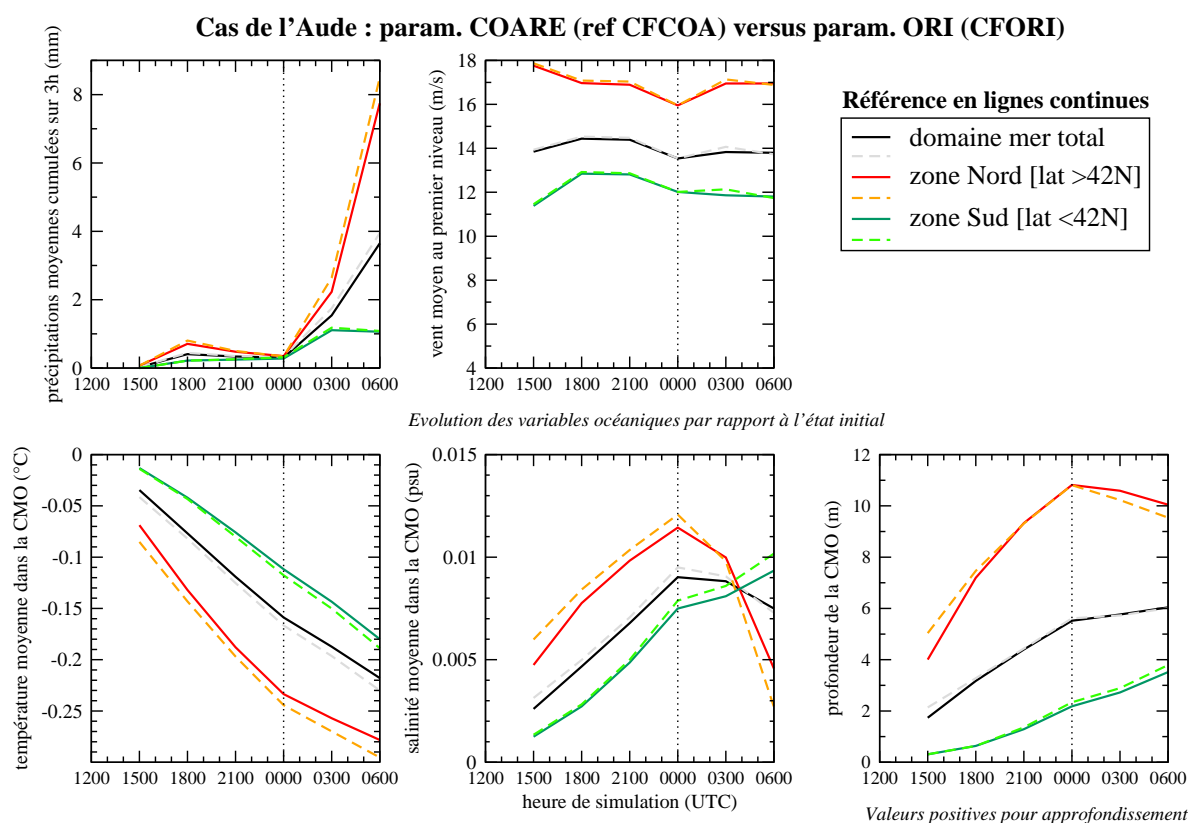 Cas de l'Aude : param. COARE (ref CFCOA) versus param. ORI (CFORI)
précipitations moyennes cumulées sur 3h (mm)
8
6
4
2
0
1200 1500 1800 2100 0000 0300 0600
vent moyen au premier niveau (m/s)
18
16
14
12
10
8
6
4
1200 1500 1800 2100 0000 0300 0600
Référence en lignes continues
domaine mer total
zone Nord [lat >42N]
zone Sud [lat <42N]
Evolution des variables océaniques par rapport à l'état initial
température moyenne dans la CMO (°C)
0
-0.05
-0.1
-0.15
-0.2
-0.25
1200 1500 1800 2100 0000 0300 0600
salinité moyenne dans la CMO (psu)
0.015
0.01
0.005
0
1200 1500 1800 2100 0000 0300 0600
heure de simulation (UTC)
profondeur de la CMO (m)
12
10
8
6
4
2
0
1200 1500 1800 2100 0000 0300 0600
Valeurs positives pour approfondissement